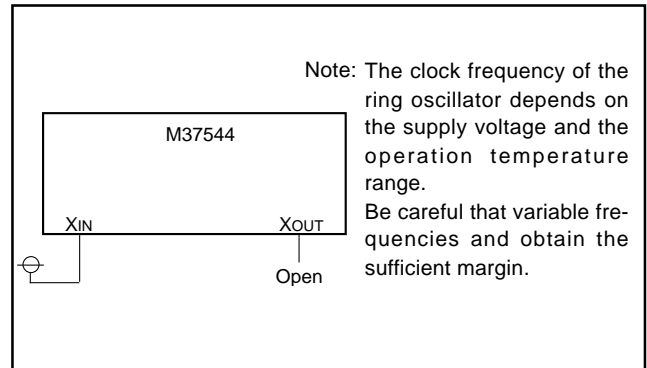 Note: The clock frequency of the
ring oscillator depends on
the supply voltage and the
operation temperature
range.
Be careful that variable fre-
quencies and obtain the
sufficient margin.
M37544
XIN
XOUT
Open